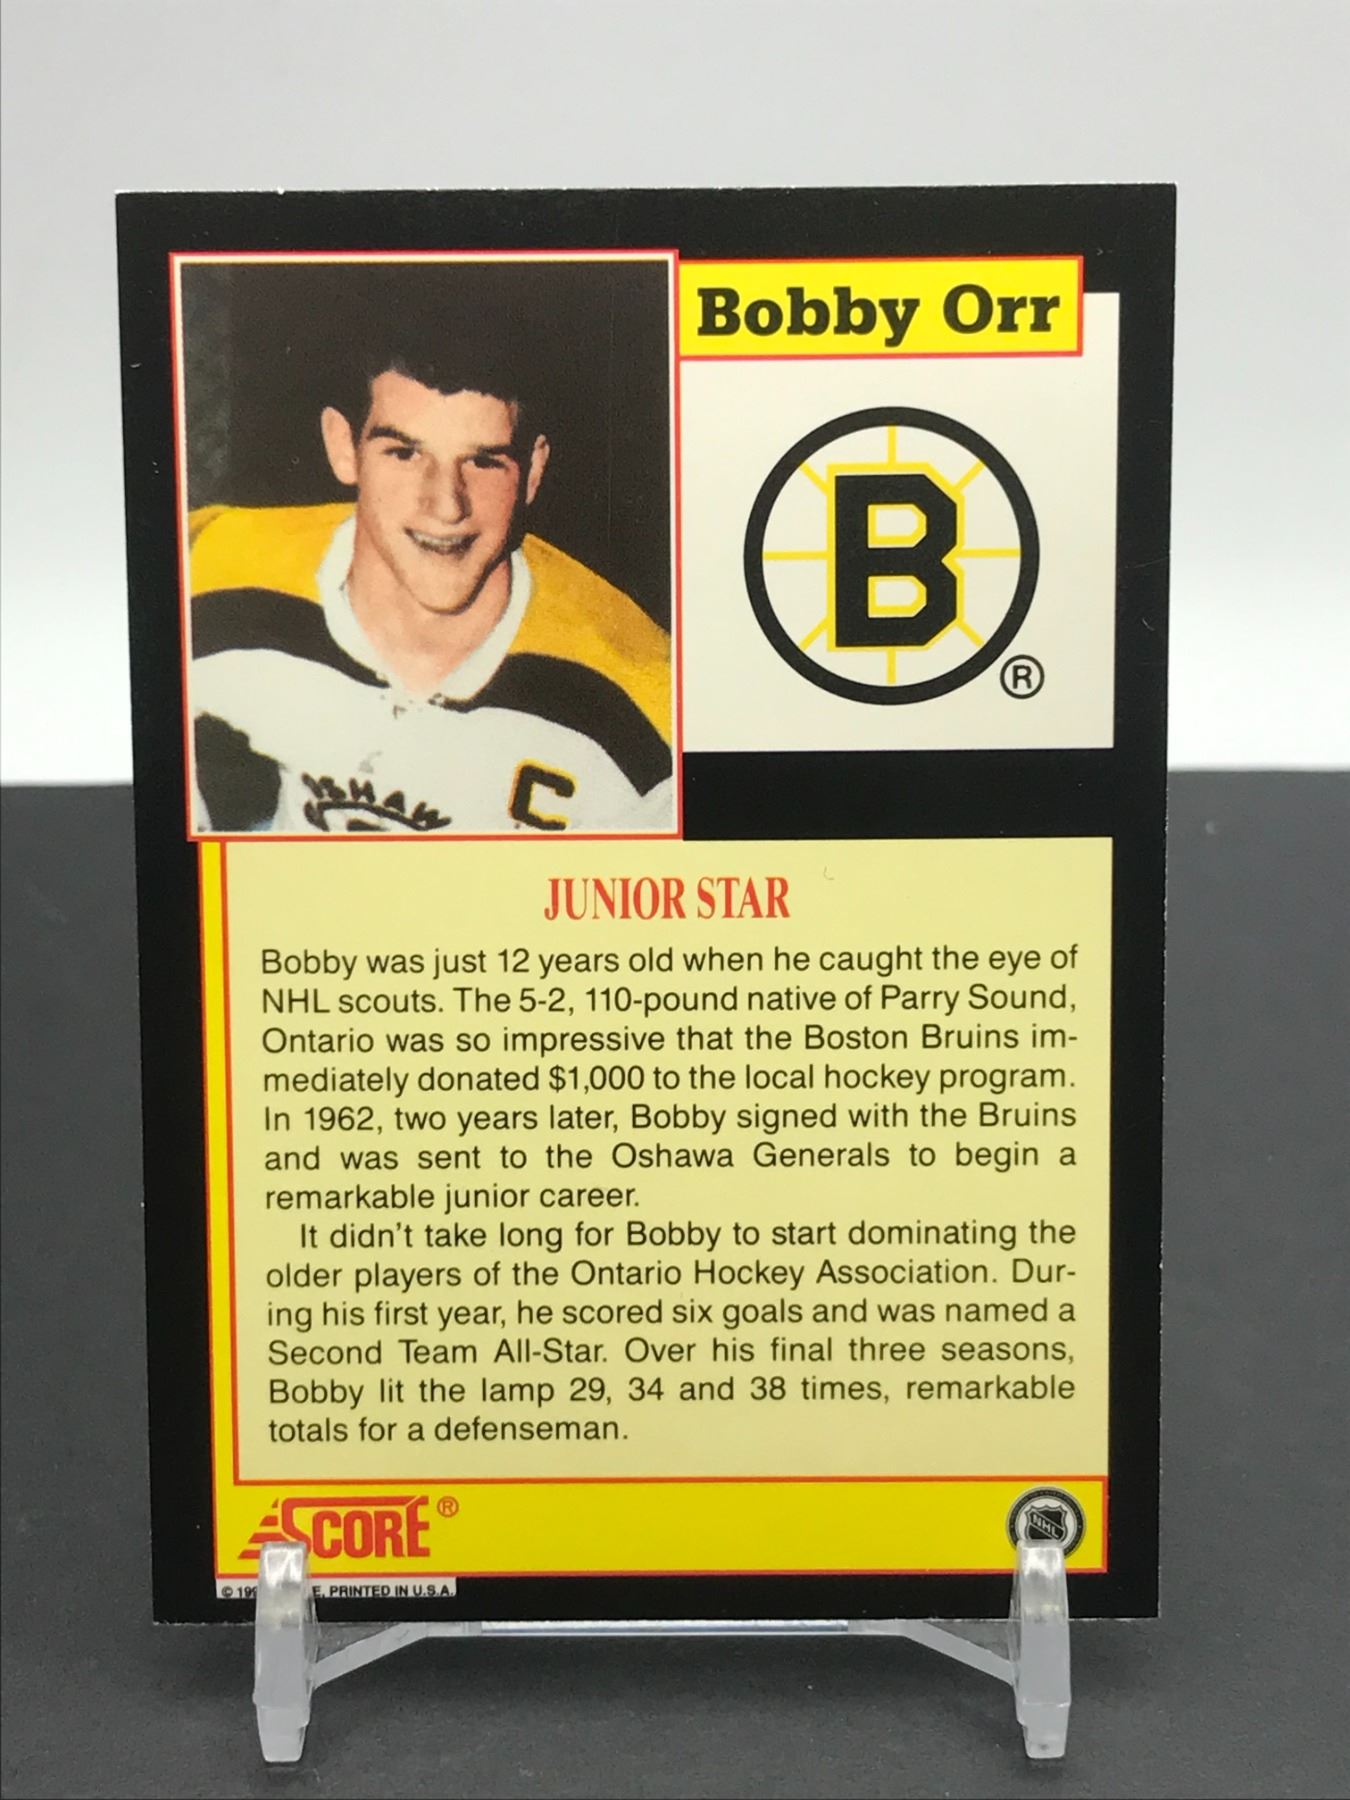 Bobby Orr
B
®
C
JUNIOR STAR
Bobby was just 12 years old when he caught the eye of
NHL scouts. The 5-2, 110-pound native of Parry Sound,
Ontario was so impressive that the Boston Bruins im-
mediately donated $1,000 to the local hockey program.
In 1962, two years later, Bobby signed with the Bruins
and was sent to the Oshawa Generals to begin a
remarkable junior career.
It didn't take long for Bobby to start dominating the
older players of the Ontario Hockey Association. Dur-
ing his first year, he scored six goals and was named a
Second Team All-Star. Over his final three seasons,
Bobby lit the lamp 29, 34 and 38 times, remarkable
totals for a defenseman.
SCORE®
NHL
© PRINTED IN U.S.A.